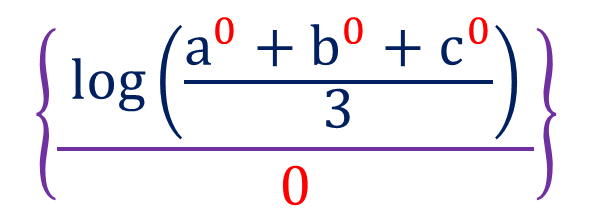 {log((a⁰ + b⁰ + c⁰)/3)/0}